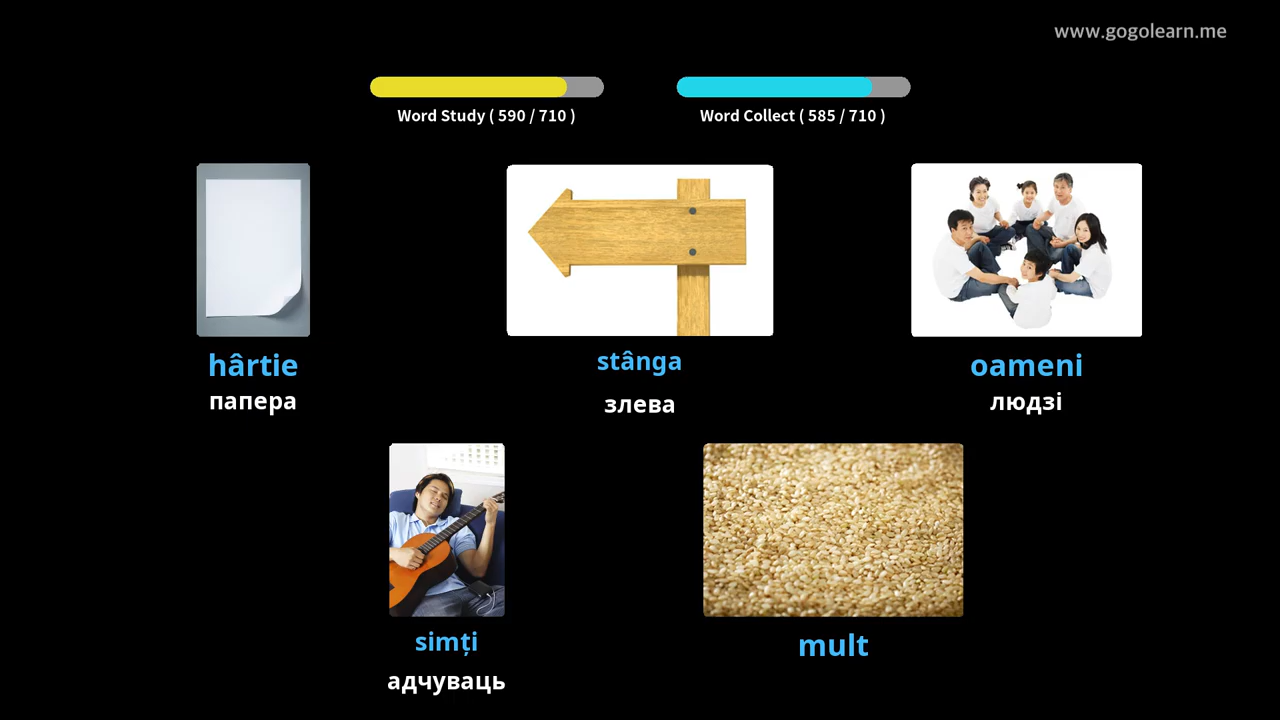 www.gogolearn.me
Word Study ( 590 / 710 )
Word Collect ( 585 / 710 )
hârtie
папера
stânga
злева
oameni
людзі
simți
адчуваць
mult